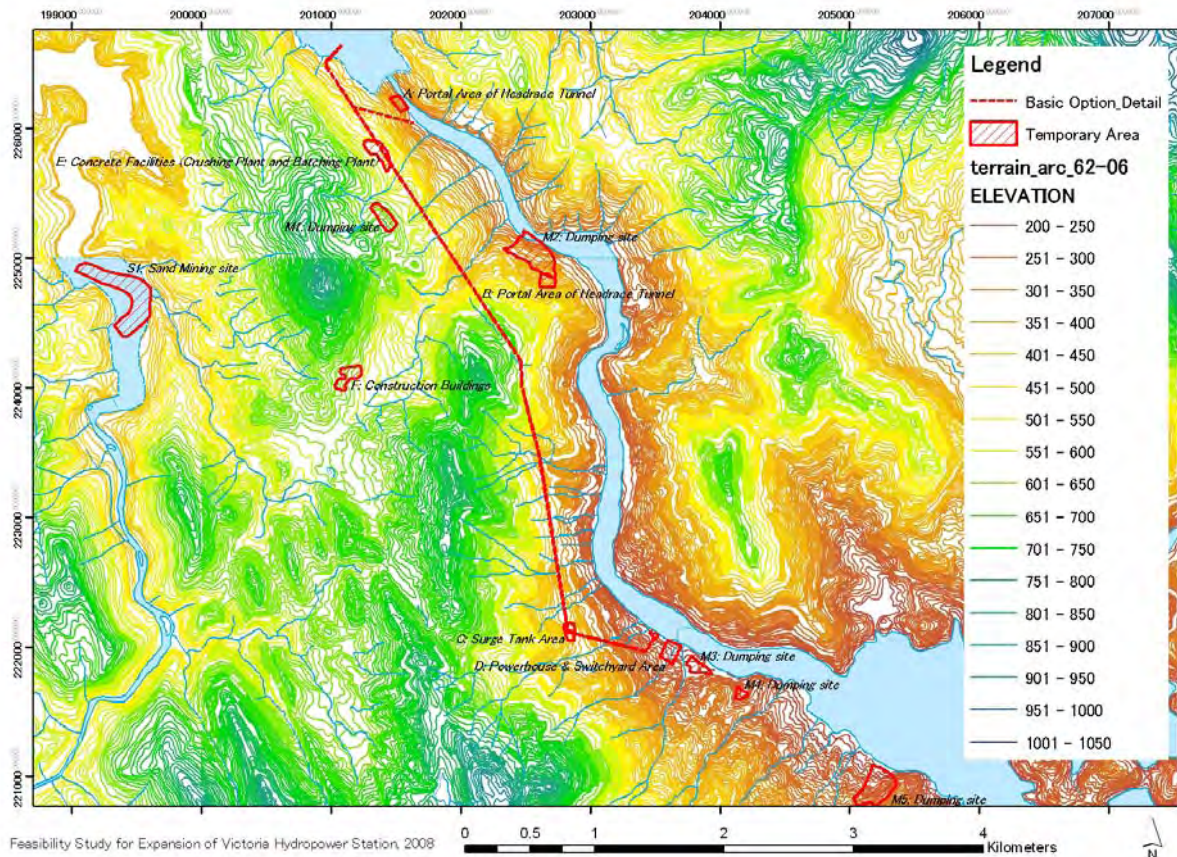 199000 200000 201000 202000 203000 204000 205000 206000 207000
Legend
Basic Option_Detail
Temporary Area
terrain_arc_62-06
ELEVATION
200 - 250
251 - 300
301 - 350
351 - 400
401 - 450
451 - 500
501 - 550
551 - 600
601 - 650
651 - 700
701 - 750
751 - 800
801 - 850
851 - 900
901 - 950
951 - 1000
1001 - 1050
226000
225000
224000
223000
222000
221000
A: Portal Area of Headrade Tunnel
E: Concrete Facilities (Crushing Plant and Batching Plant)
M1: Dumping site
M2: Dumping site
S1: Sand Mining site
B: Portal Area of Headrace Tunnel
F: Construction Buildings
C: Surge Tank Area
D: Powerhouse & Switchyard Area
M3: Dumping site
M4: Dumping site
M5: Dumping site
Feasibility Study for Expansion of Victoria Hydropower Station, 2008
0 0.5 1 2 3 4
Kilometers
N